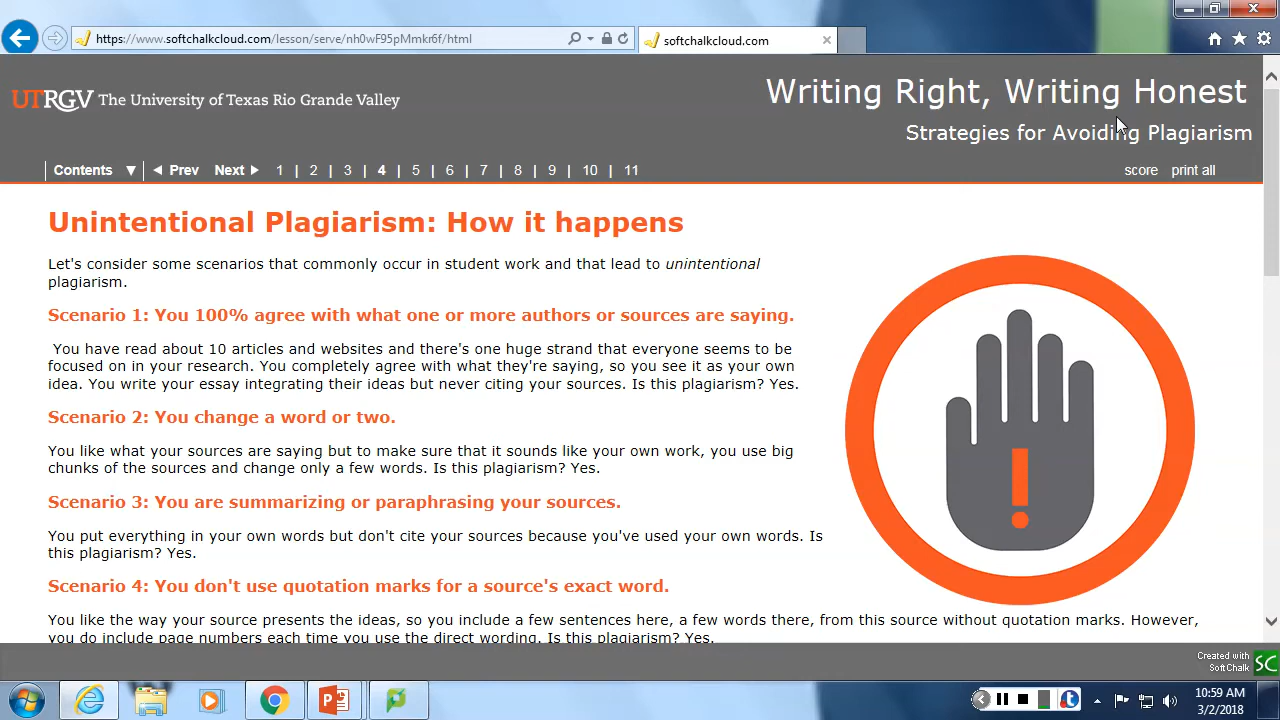 https://www.softchalkcloud.com/lesson/serve/nh0wF95pMmkr6f/html
softchalkcloud.com
UTRGV The University of Texas Rio Grande Valley
Writing Right, Writing Honest
Strategies for Avoiding Plagiarism
Contents ▼ ◀ Prev Next ▶ 1 | 2 | 3 | 4 | 5 | 6 | 7 | 8 | 9 | 10 | 11
score print all
Unintentional Plagiarism: How it happens
Let's consider some scenarios that commonly occur in student work and that lead to unintentional
plagiarism.
Scenario 1: You 100% agree with what one or more authors or sources are saying.
You have read about 10 articles and websites and there's one huge strand that everyone seems to be
focused on in your research. You completely agree with what they're saying, so you see it as your own
idea. You write your essay integrating their ideas but never citing your sources. Is this plagiarism? Yes.
Scenario 2: You change a word or two.
You like what your sources are saying but to make sure that it sounds like your own work, you use big
chunks of the sources and change only a few words. Is this plagiarism? Yes.
Scenario 3: You are summarizing or paraphrasing your sources.
You put everything in your own words but don't cite your sources because you've used your own words. Is
this plagiarism? Yes.
Scenario 4: You don't use quotation marks for a source's exact word.
You like the way your source presents the ideas, so you include a few sentences here, a few words there, from this source without quotation marks. However,
you do include page numbers each time you use the direct wording. Is this plagiarism? Yes.
!
Created with
SoftChalk
SC
10:59 AM
3/2/2018